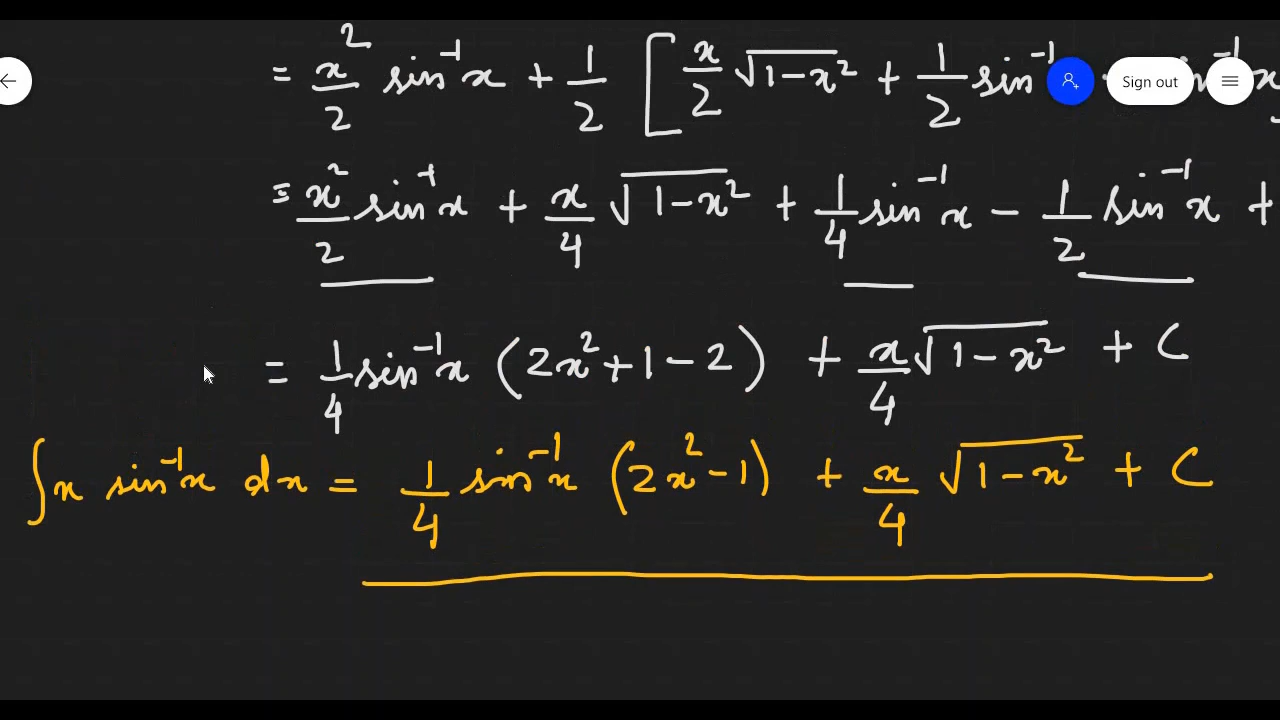 = x²/2 sin⁻¹x + 1/2 [ x/2 √1-x² + 1/2 sin⁻¹ x
Sign out
= x²/2 sin⁻¹x + x/4 √1-x² + 1/4 sin⁻¹x - 1/2 sin⁻¹x +
= 1/4 sin⁻¹x (2x²+1-2) + x/4 √1-x² + C
∫x sin⁻¹x dx = 1/4 sin⁻¹x (2x²-1) + x/4 √1-x² + C